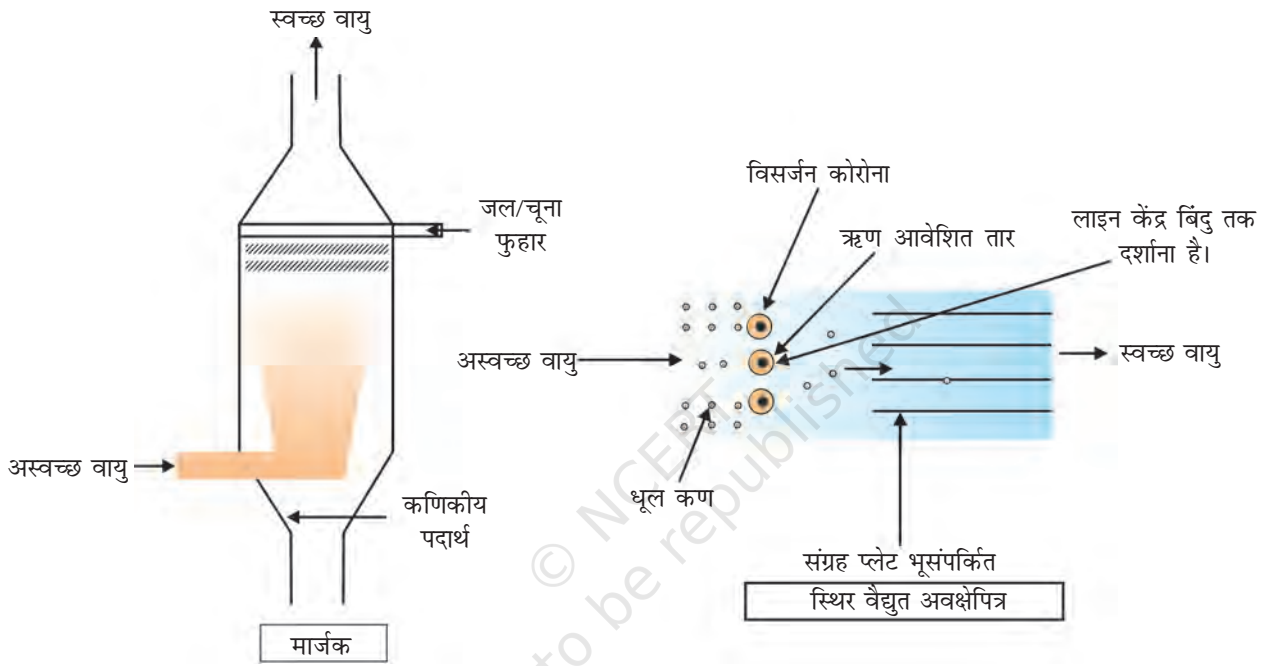 स्वच्छ वायु
जल/चूना
फुहार
अस्वच्छ वायु
कणिकीय
पदार्थ
मार्जक
विसर्जन कोरोना
ऋण आवेशित तार
लाइन केंद्र बिंदु तक
दर्शाना है।
अस्वच्छ वायु
स्वच्छ वायु
धूल कण
संग्रह प्लेट भूसंपर्कित
स्थिर वैद्युत अवक्षेपित्र
© NCERT
to be republished